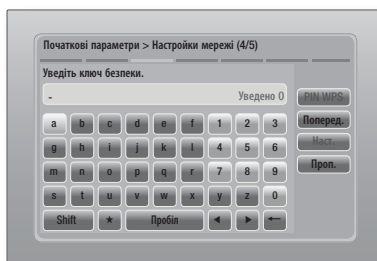 Початкові параметри > Настройки мережі (4/5)
Уведіть ключ безпеки.
- Уведено 0
PIN WPS
a b c d e f 1 2 3 Поперед.
g h i j k l 4 5 6 Наст.
m n o p q r 7 8 9 Проп.
s t u v w x y z 0
Shift ★ Пробіл ◀ ▶ ←